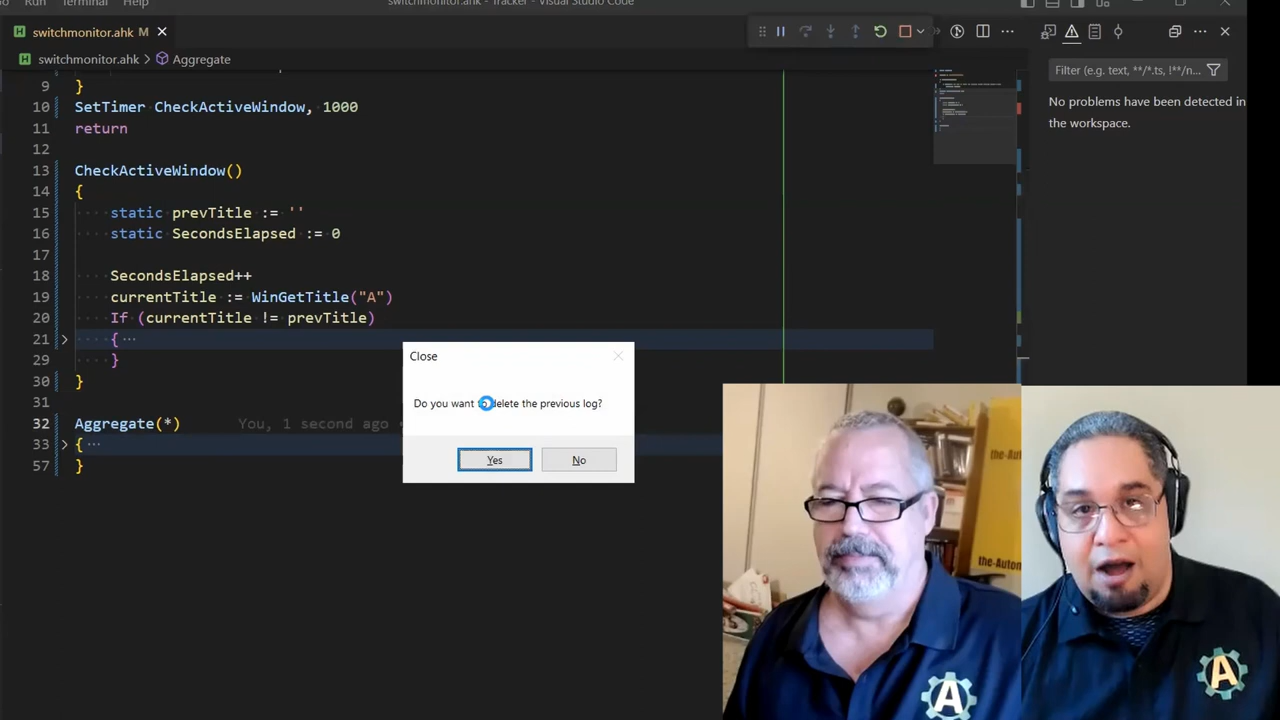 Run Terminal Help
switchmonitor.ahk - Tracker - Visual Studio Code
switchmonitor.ahk M
switchmonitor.ahk > Aggregate
Filter (e.g. text, **/*.ts, !**/n...
No problems have been detected in
the workspace.
9 }
10 SetTimer CheckActiveWindow, 1000
11 return
12
13 CheckActiveWindow()
14 {
15 static prevTitle := ''
16 static SecondsElapsed := 0
17
18 SecondsElapsed++
19 currentTitle := WinGetTitle("A")
20 If (currentTitle != prevTitle)
21 { ···
29 }
30 }
31
32 Aggregate(*) You, 1 second ago
33 { ···
57 }
Close
Do you want to delete the previous log?
Yes
No
the-Autom
A
A